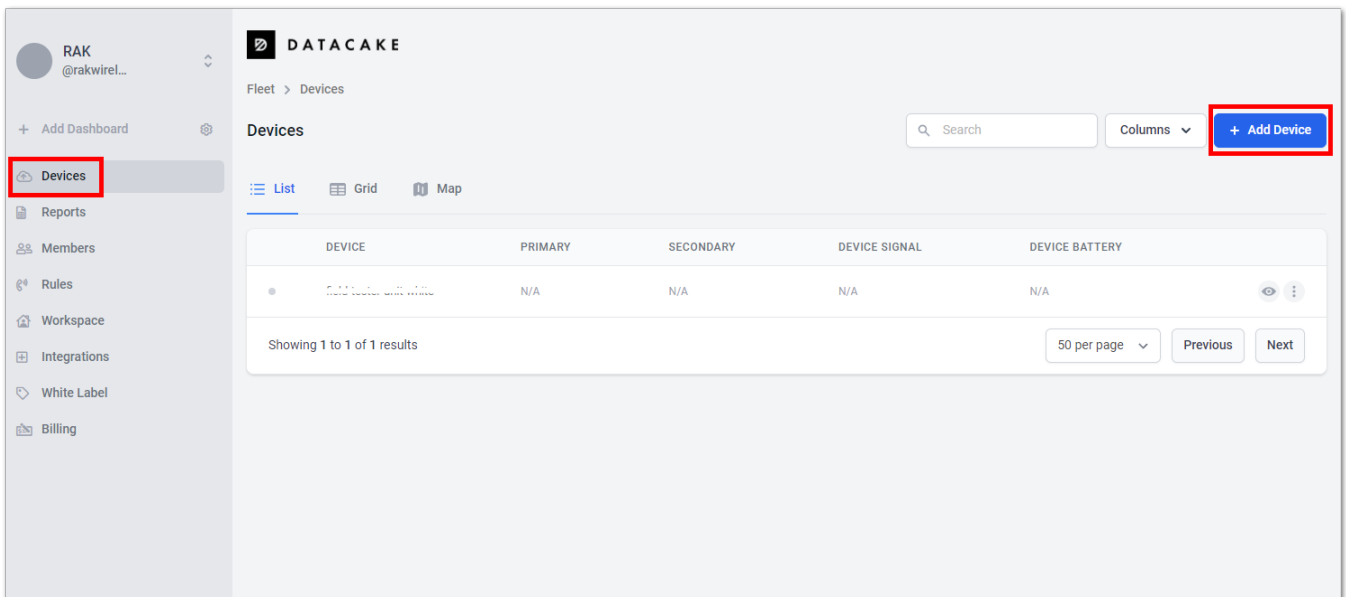 RAK
@rakwirel...
+ Add Dashboard
Devices
Reports
Members
Rules
Workspace
Integrations
White Label
Billing
DATACAKE
Fleet > Devices
Devices
Search
Columns
+ Add Device
List Grid Map
DEVICE PRIMARY SECONDARY DEVICE SIGNAL DEVICE BATTERY
N/A N/A N/A N/A
Showing 1 to 1 of 1 results
50 per page
Previous
Next